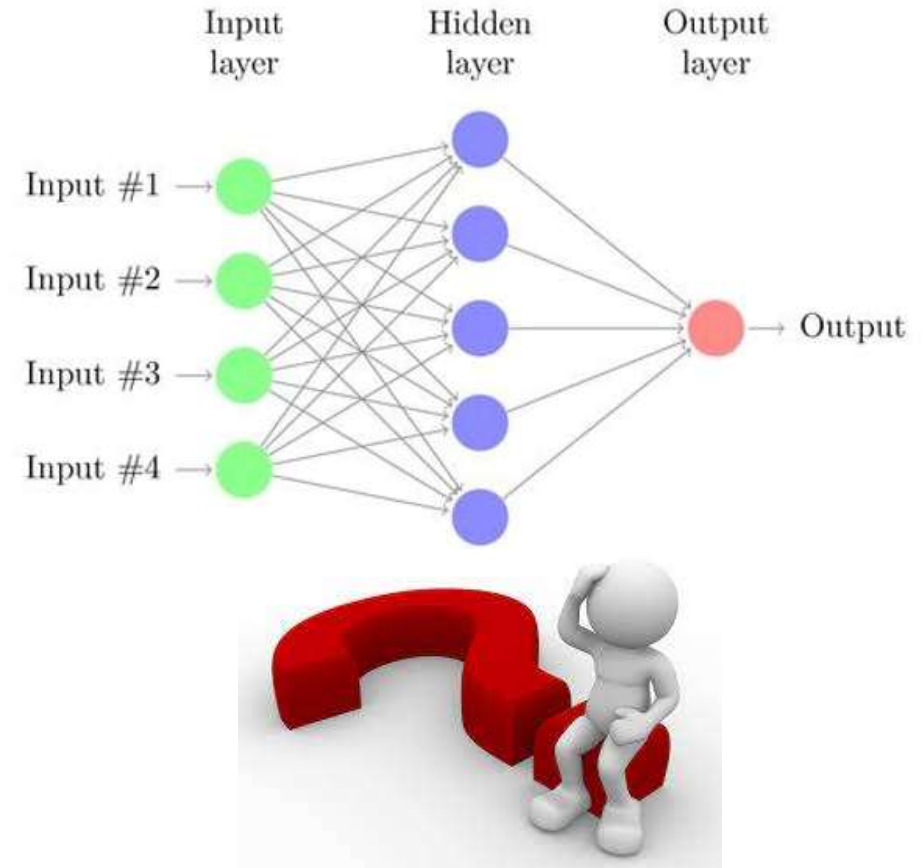 Input
layer
Hidden
layer
Output
layer
Input #1
Input #2
Input #3
Input #4
Output